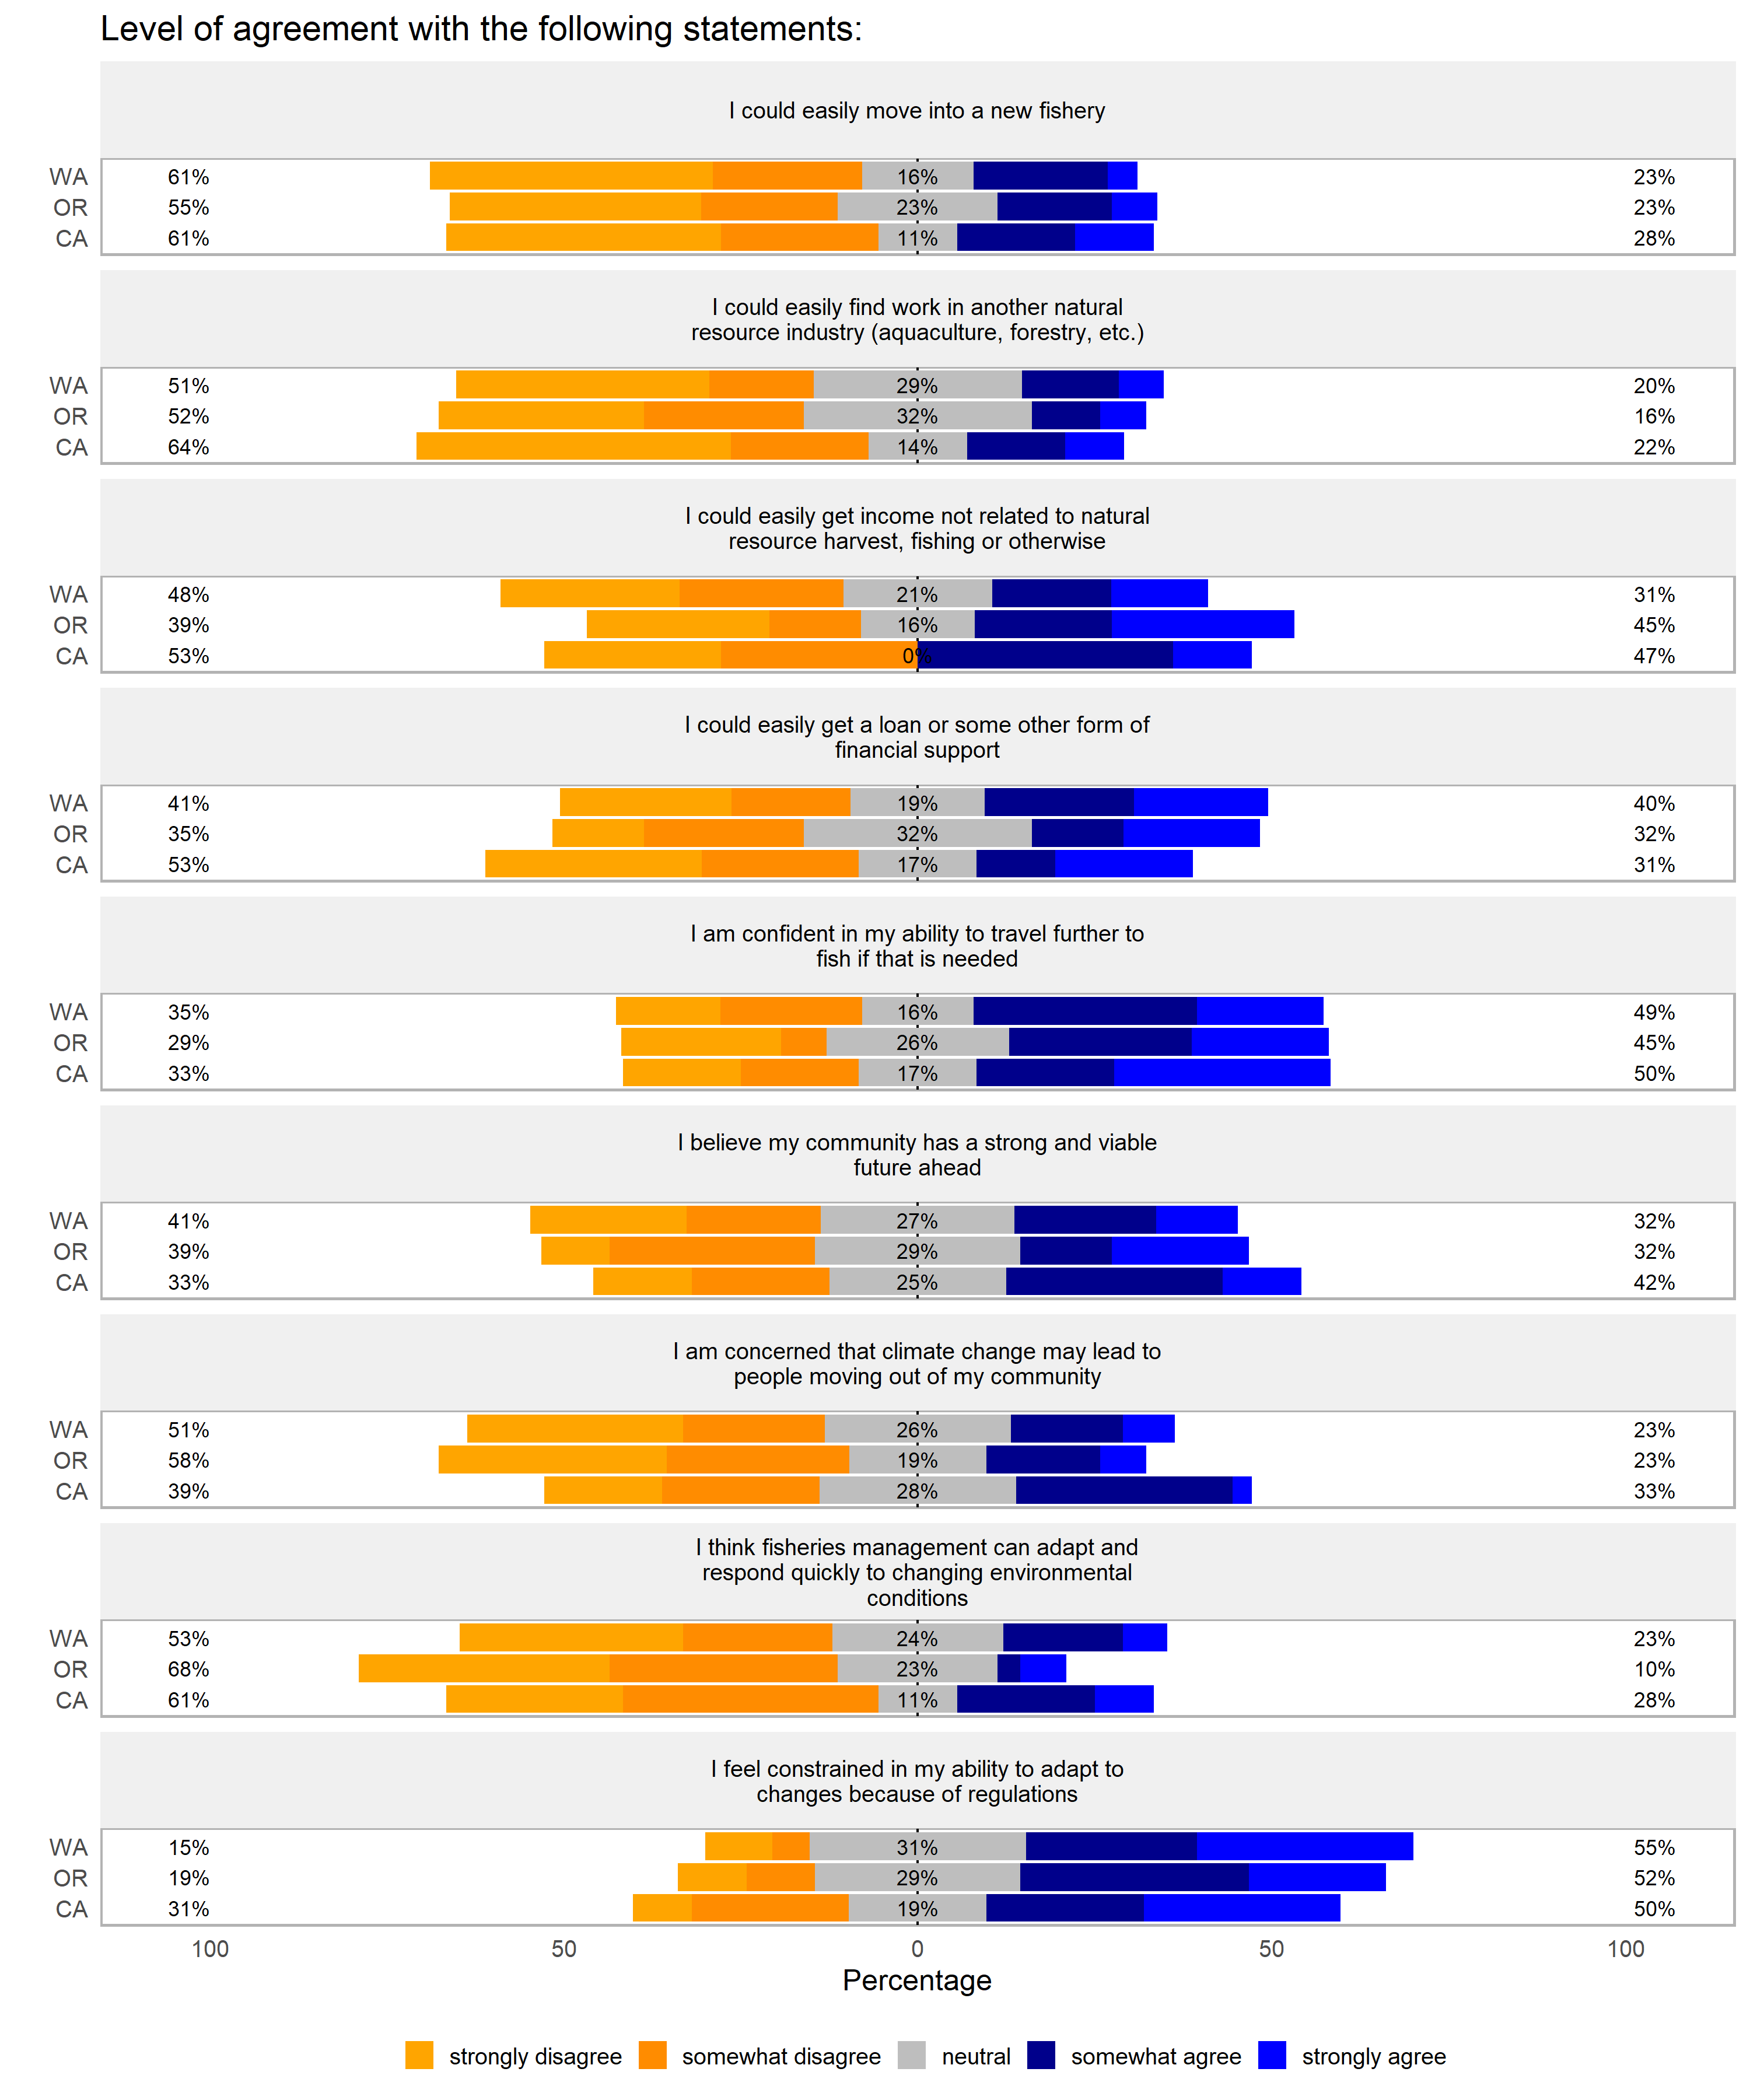 Level of agreement with the following statements:
I could easily move into a new fishery
WA 61% 16% 23%
OR 55% 23% 23%
CA 61% 11% 28%
I could easily find work in another natural
resource industry (aquaculture, forestry, etc.)
WA 51% 29% 20%
OR 52% 32% 16%
CA 64% 14% 22%
I could easily get income not related to natural
resource harvest, fishing or otherwise
WA 48% 21% 31%
OR 39% 16% 45%
CA 53% 0% 47%
I could easily get a loan or some other form of
financial support
WA 41% 19% 40%
OR 35% 32% 32%
CA 53% 17% 31%
I am confident in my ability to travel further to
fish if that is needed
WA 35% 16% 49%
OR 29% 26% 45%
CA 33% 17% 50%
I believe my community has a strong and viable
future ahead
WA 41% 27% 32%
OR 39% 29% 32%
CA 33% 25% 42%
I am concerned that climate change may lead to
people moving out of my community
WA 51% 26% 23%
OR 58% 19% 23%
CA 39% 28% 33%
I think fisheries management can adapt and
respond quickly to changing environmental
conditions
WA 53% 24% 23%
OR 68% 23% 10%
CA 61% 11% 28%
I feel constrained in my ability to adapt to
changes because of regulations
WA 15% 31% 55%
OR 19% 29% 52%
CA 31% 19% 50%
100 50 0 50 100
Percentage
strongly disagree somewhat disagree neutral somewhat agree strongly agree